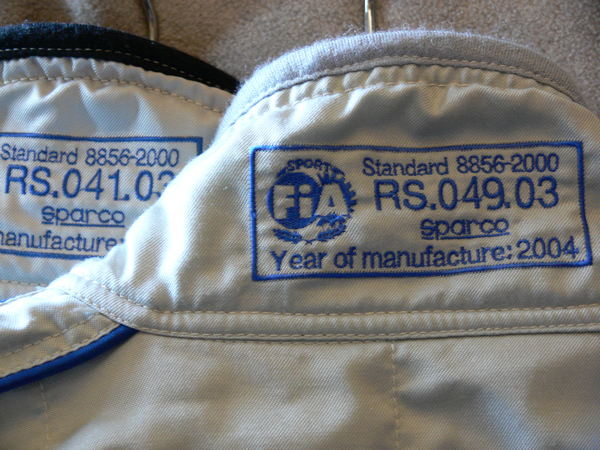 Standard 8856-2000
RS.041.03
sparco
manufacture:
SPORT
FiA
Standard 8856-2000
RS.049.03
sparco
Year of manufacture: 2004